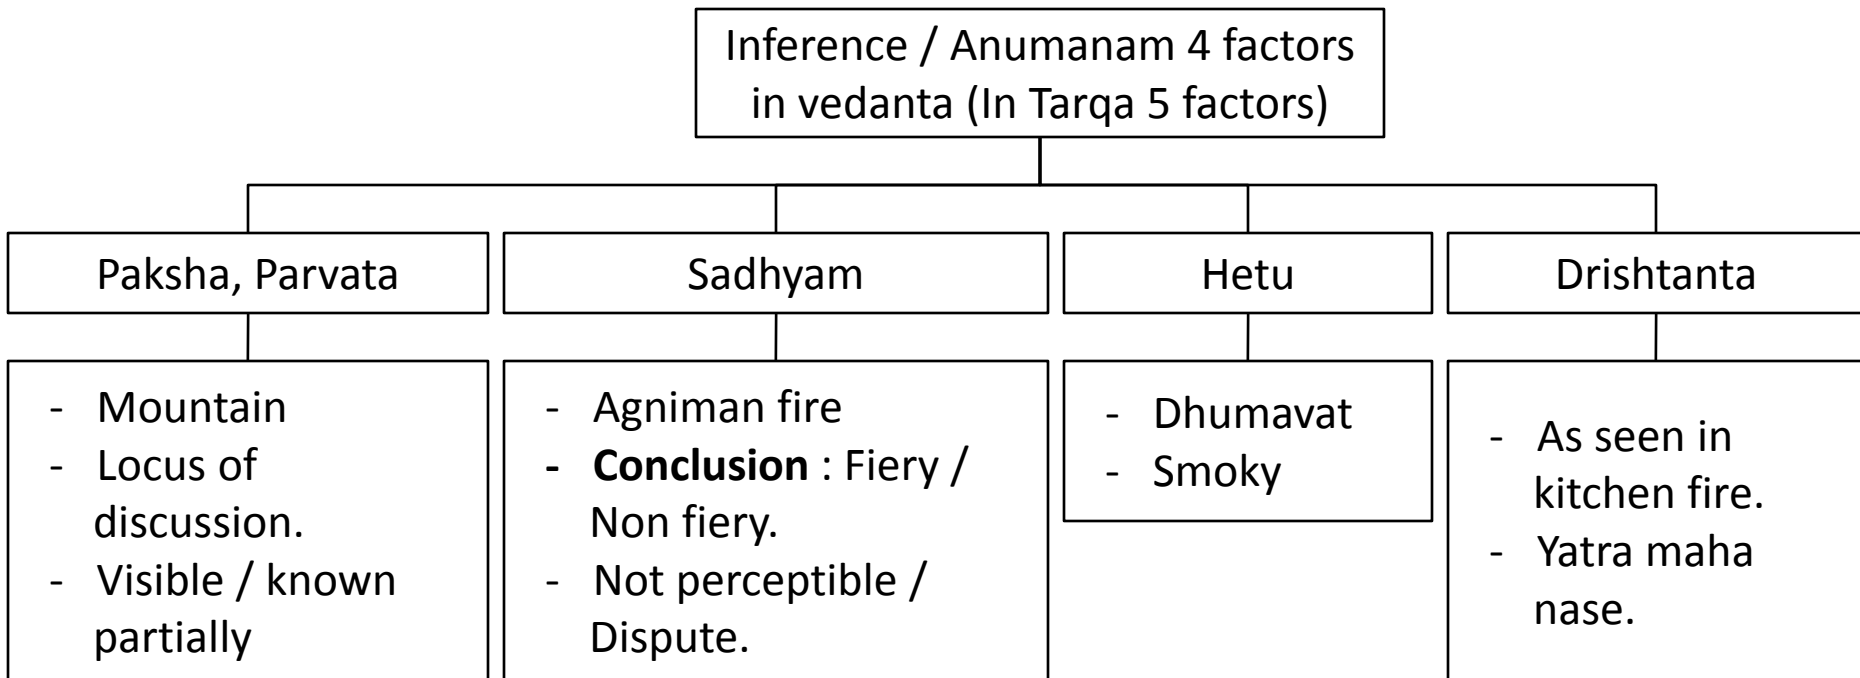 Inference / Anumanam 4 factors
in vedanta (In Tarqa 5 factors)
Paksha, Parvata
- Mountain
- Locus of
discussion.
- Visible / known
partially
Sadhyam
- Agniman fire
- Conclusion : Fiery /
Non fiery.
- Not perceptible /
Dispute.
Hetu
- Dhumavat
- Smoky
Drishtanta
- As seen in
kitchen fire.
- Yatra maha
nase.